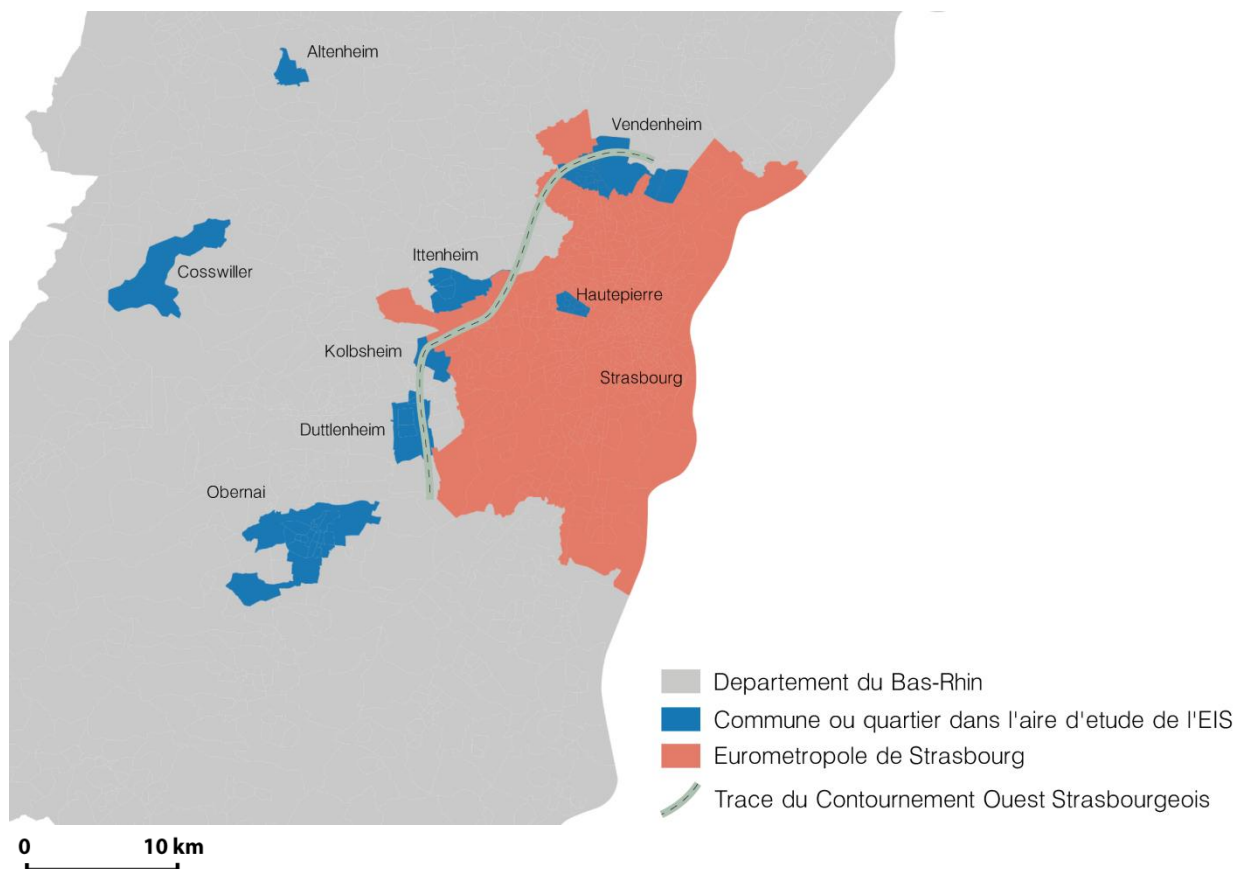 Altenheim
Vendenheim
Ittenheim
Cosswiller
Hautepierre
Kolbsheim
Strasbourg
Duttlenheim
Obernai
Departement du Bas-Rhin
Commune ou quartier dans l'aire d'etude de l'EIS
Eurometropole de Strasbourg
Trace du Contournement Ouest Strasbourgeois
0 10 km